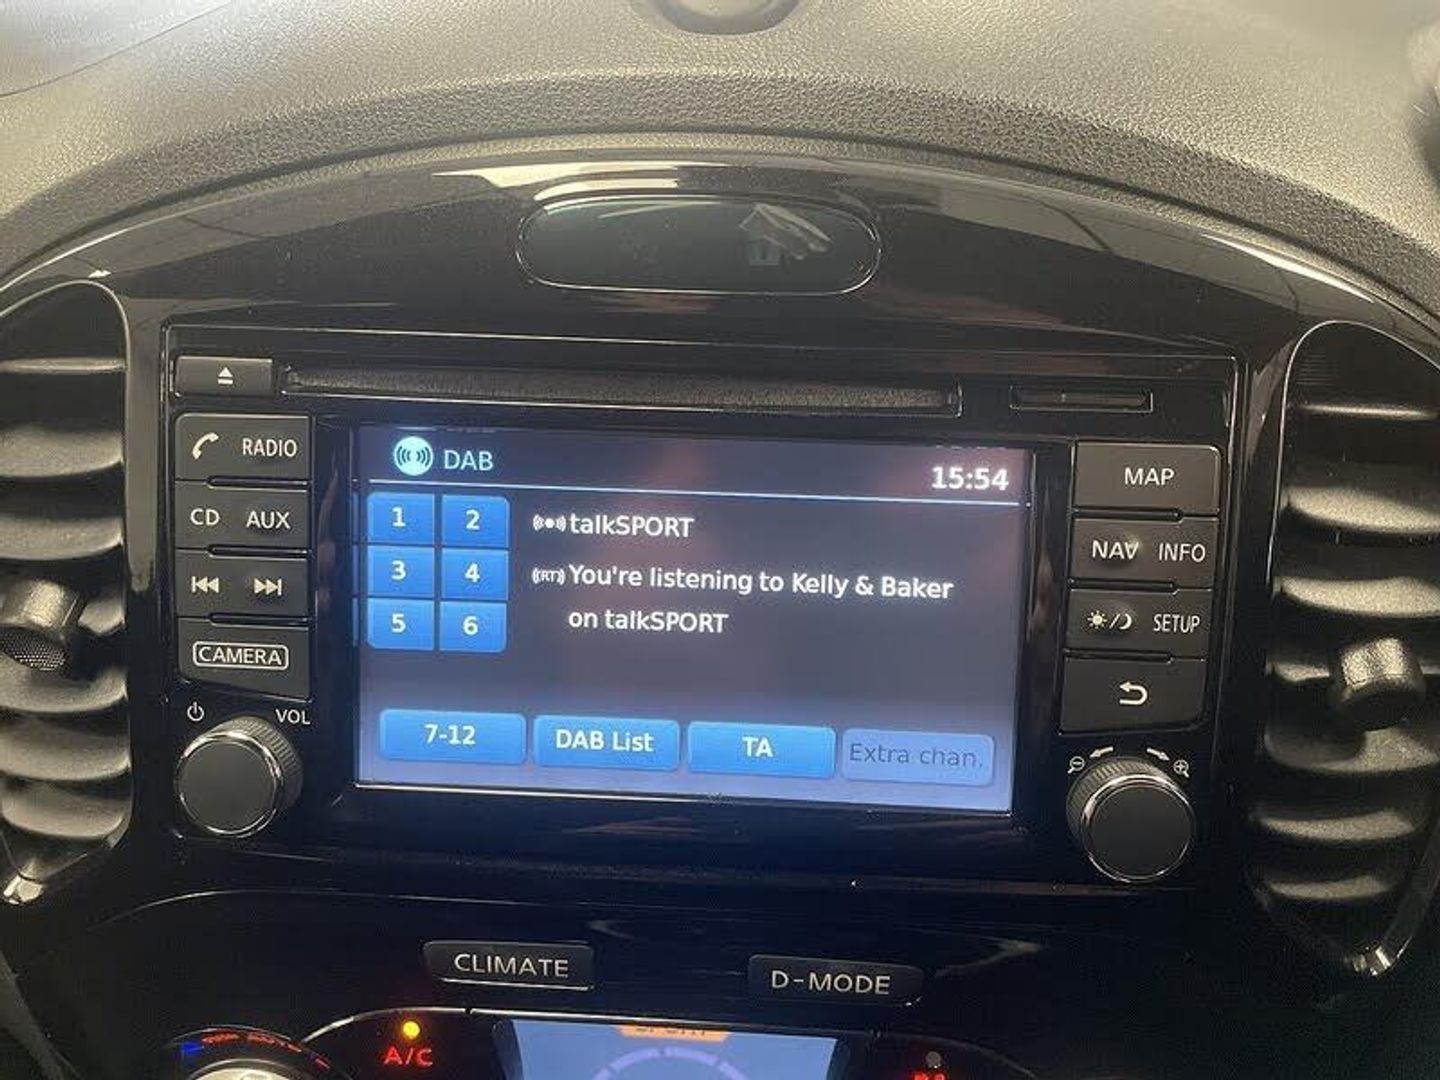 RADIO
CD AUX
CAMERA
VOL
DAB
15:54
1 2
3 4
5 6
talkSPORT
(RT) You're listening to Kelly & Baker
on talkSPORT
7-12 DAB List TA Extra chan.
MAP
NAV INFO
SETUP
CLIMATE
D-MODE
A/C